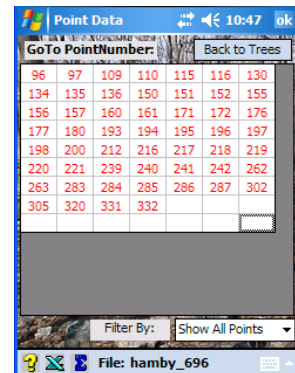 Point Data 10:47 ok
GoTo PointNumber: Back to Trees
96 97 109 110 115 116 130
134 135 136 150 151 152 155
156 157 160 161 171 172 176
177 180 193 194 195 196 197
198 200 212 216 217 218 219
220 221 239 240 241 242 262
263 283 284 285 286 287 302
305 320 331 332
Filter By: Show All Points
File: hamby_696